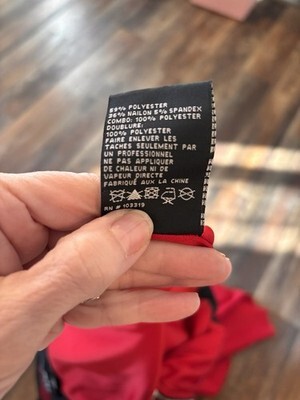 59% POLYESTER
36% NAILON 5% SPANDEX
COMBO: 100% POLYESTER
DOUBLURE:
100% POLYESTER
FAIRE ENLEVER LES
TACHES SEULEMENT PAR
UN PROFESSIONNEL
NE PAS APPLIQUER
DE CHALEUR NI DE
VAPEUR DIRECTE
FABRIQUÉ AUX LA CHINE
RN # 103319